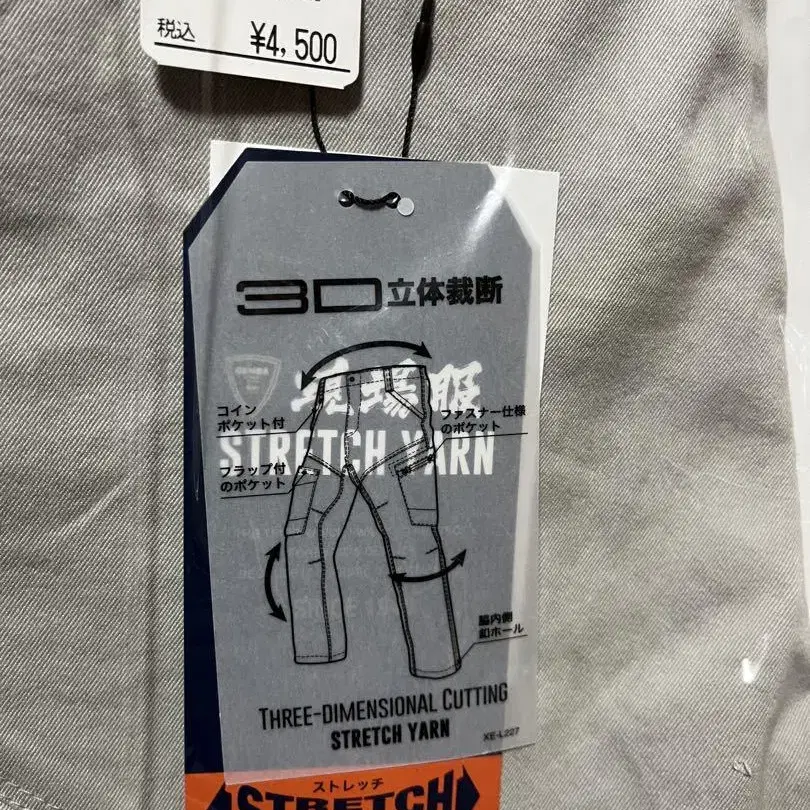 税込 ¥4,500
3D立体裁断
現場服
STRETCH YARN
コイン
ポケット付
ファスナー仕様
のポケット
フラップ付
のポケット
脇内側
釦ホール
THREE-DIMENSIONAL CUTTING
STRETCH YARN
XE-L227
ストレッチ
STRETCH